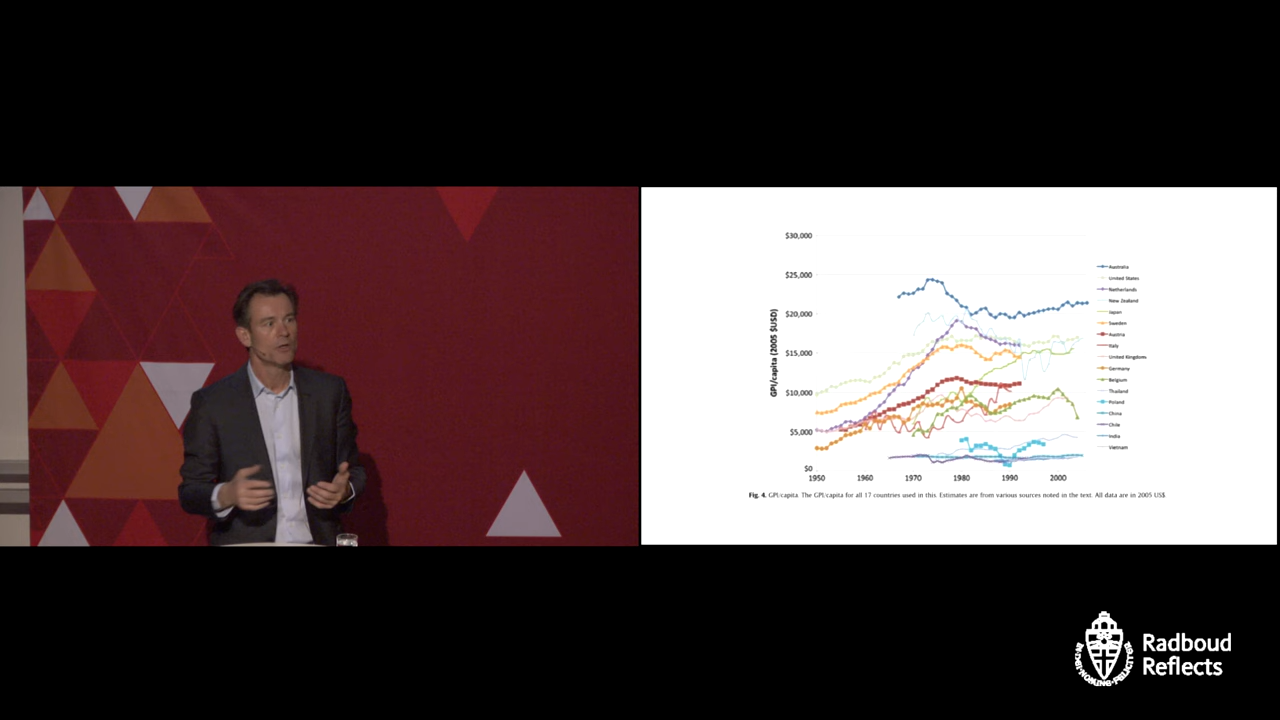 $30,000
$25,000
$20,000
$15,000
$10,000
$5,000
$0
GPI/capita (2005 $USD)
1950 1960 1970 1980 1990 2000
Australia
United States
Netherlands
New Zealand
Japan
Sweden
Austria
Italy
United Kingdom
Germany
Belgium
Thailand
Poland
China
Chile
India
Vietnam
Fig. 4. GPI/capita. The GPI/capita for all 17 countries used in this. Estimates are from various sources noted in the text. All data are in 2005 US$
Radboud
Reflects